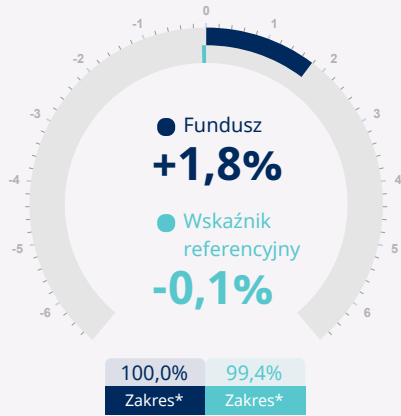 0
-1 1
-2 2
-3 3
-4 4
-5 5
-6 6
Fundusz
+1,8%
Wskaźnik
referencyjny
-0,1%
100,0% 99,4%
Zakres* Zakres*